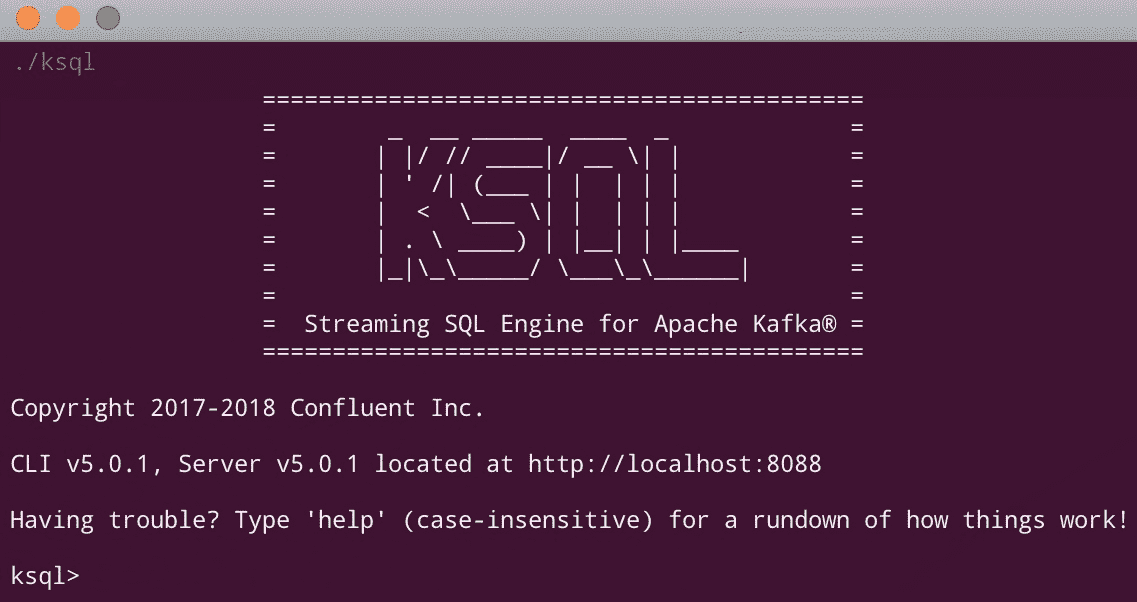 ./ksql
===========================================
=        _  __ _____  ____  _             =
=       | |/ // ____|/ __ \| |            =
=       | ' /| (___ | |  | | |            =
=       |  <  \___ \| |  | | |            =
=       | . \ ____) | |__| | |____        =
=       |_|\_\_____/ \___\_\______|       =
=                                         =
=  Streaming SQL Engine for Apache Kafka® =
===========================================
Copyright 2017-2018 Confluent Inc.
CLI v5.0.1, Server v5.0.1 located at http://localhost:8088
Having trouble? Type 'help' (case-insensitive) for a rundown of how things work!
ksql>